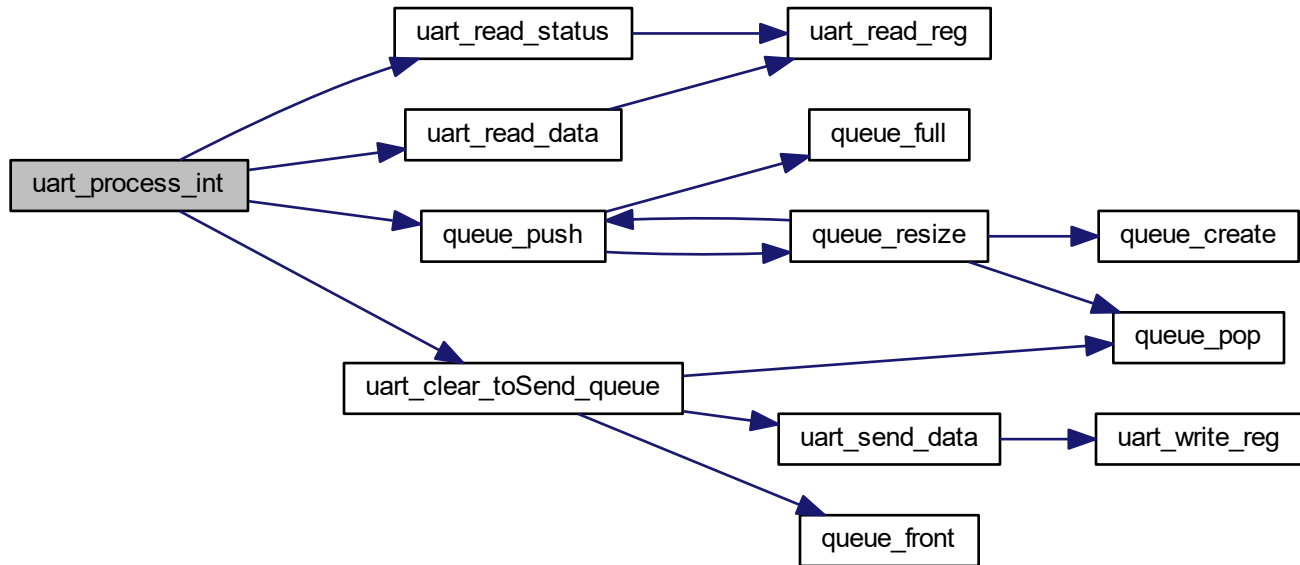 uart_read_status
uart_read_reg
uart_read_data
queue_full
uart_process_int
queue_push
queue_resize
queue_create
queue_pop
uart_clear_toSend_queue
uart_send_data
uart_write_reg
queue_front